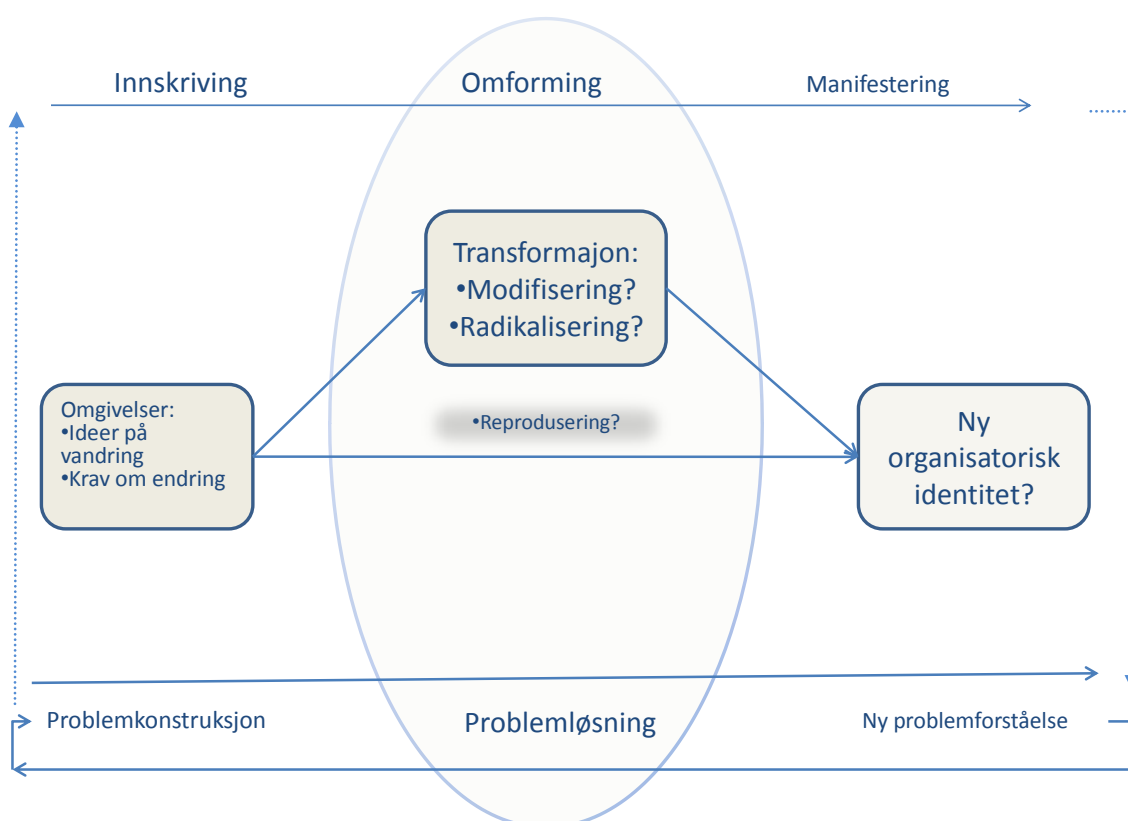 Innskriving
Omforming
Manifestering
Transformajon:
•Modifisering?
•Radikalisering?
Omgivelser:
•Ideer på
vandring
•Krav om endring
•Reprodusering?
Ny
organisatorisk
identitet?
Problemkonstruksjon
Problemløsning
Ny problemforståelse